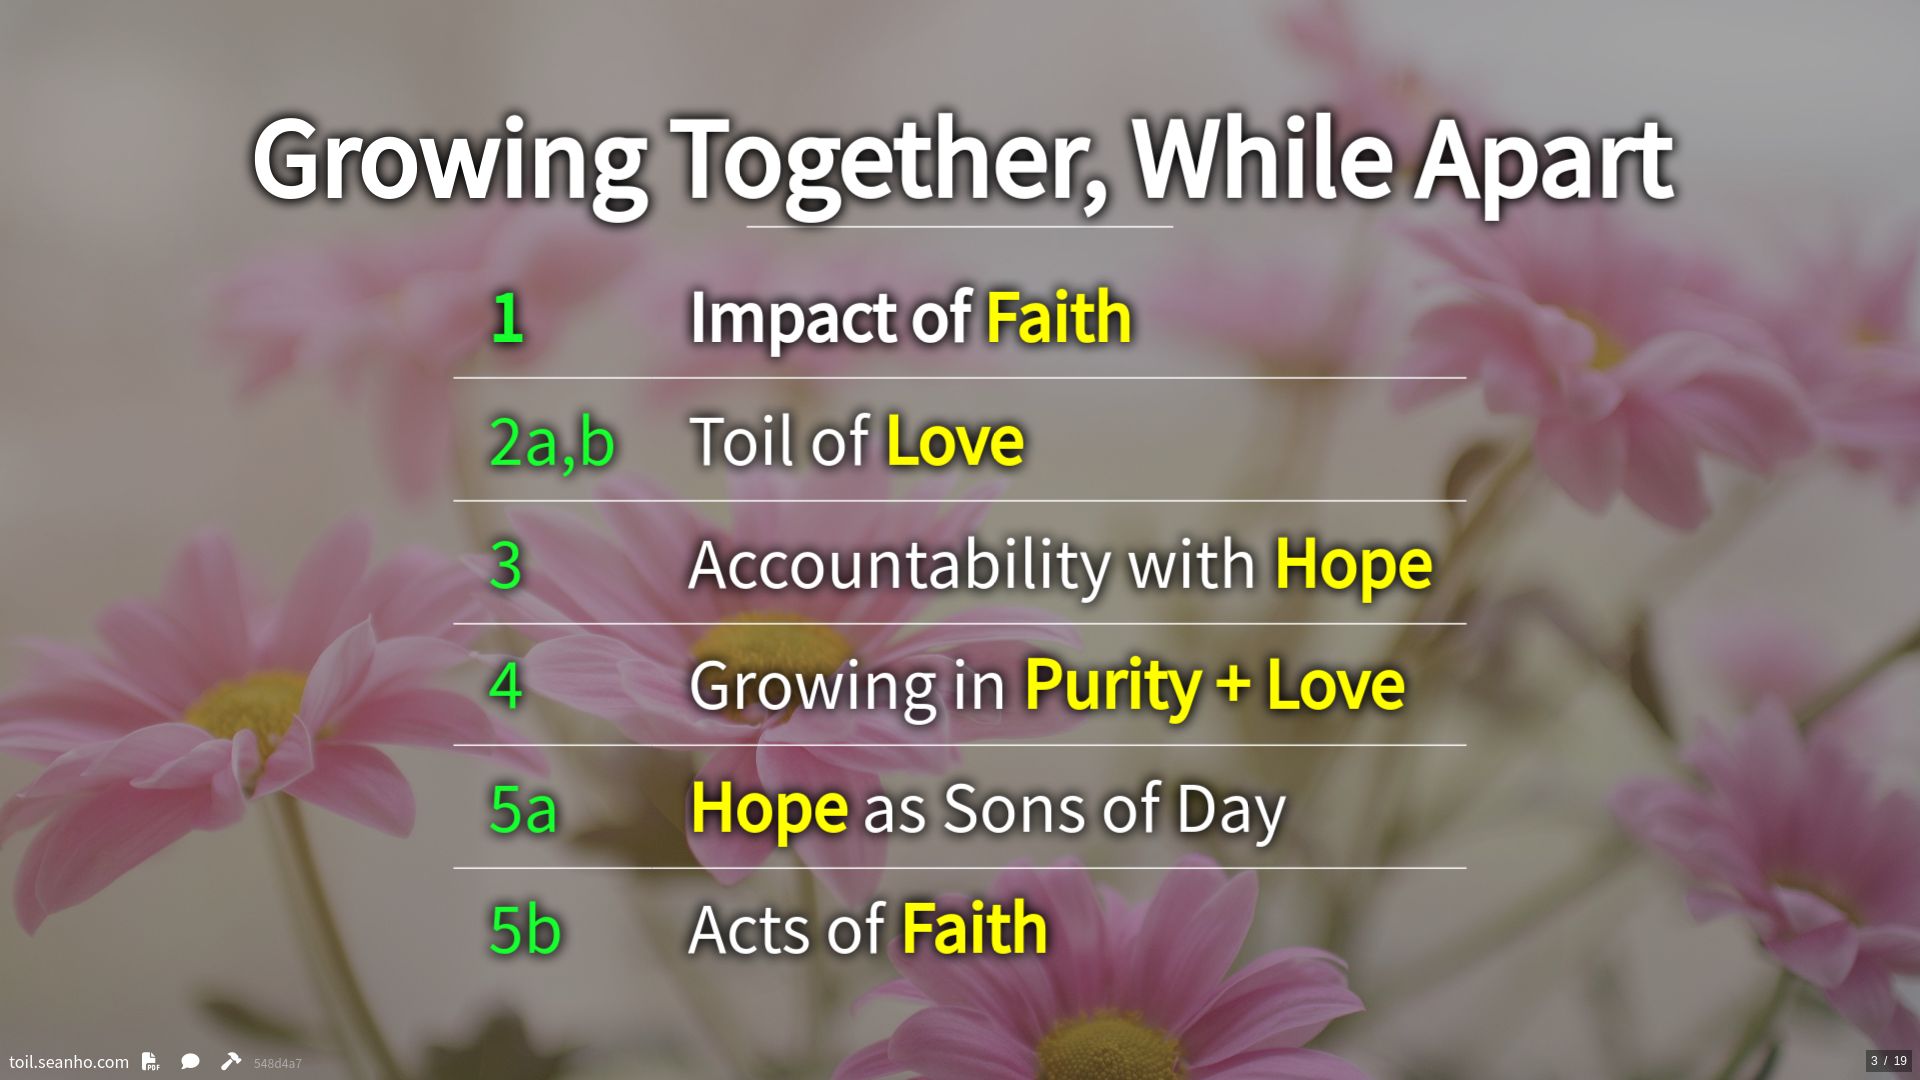 Growing Together, While Apart
1 Impact of Faith
2a,b Toil of Love
3 Accountability with Hope
4 Growing in Purity + Love
5a Hope as Sons of Day
5b Acts of Faith
toil.seanho.com PDF 548d4a7
3 / 19